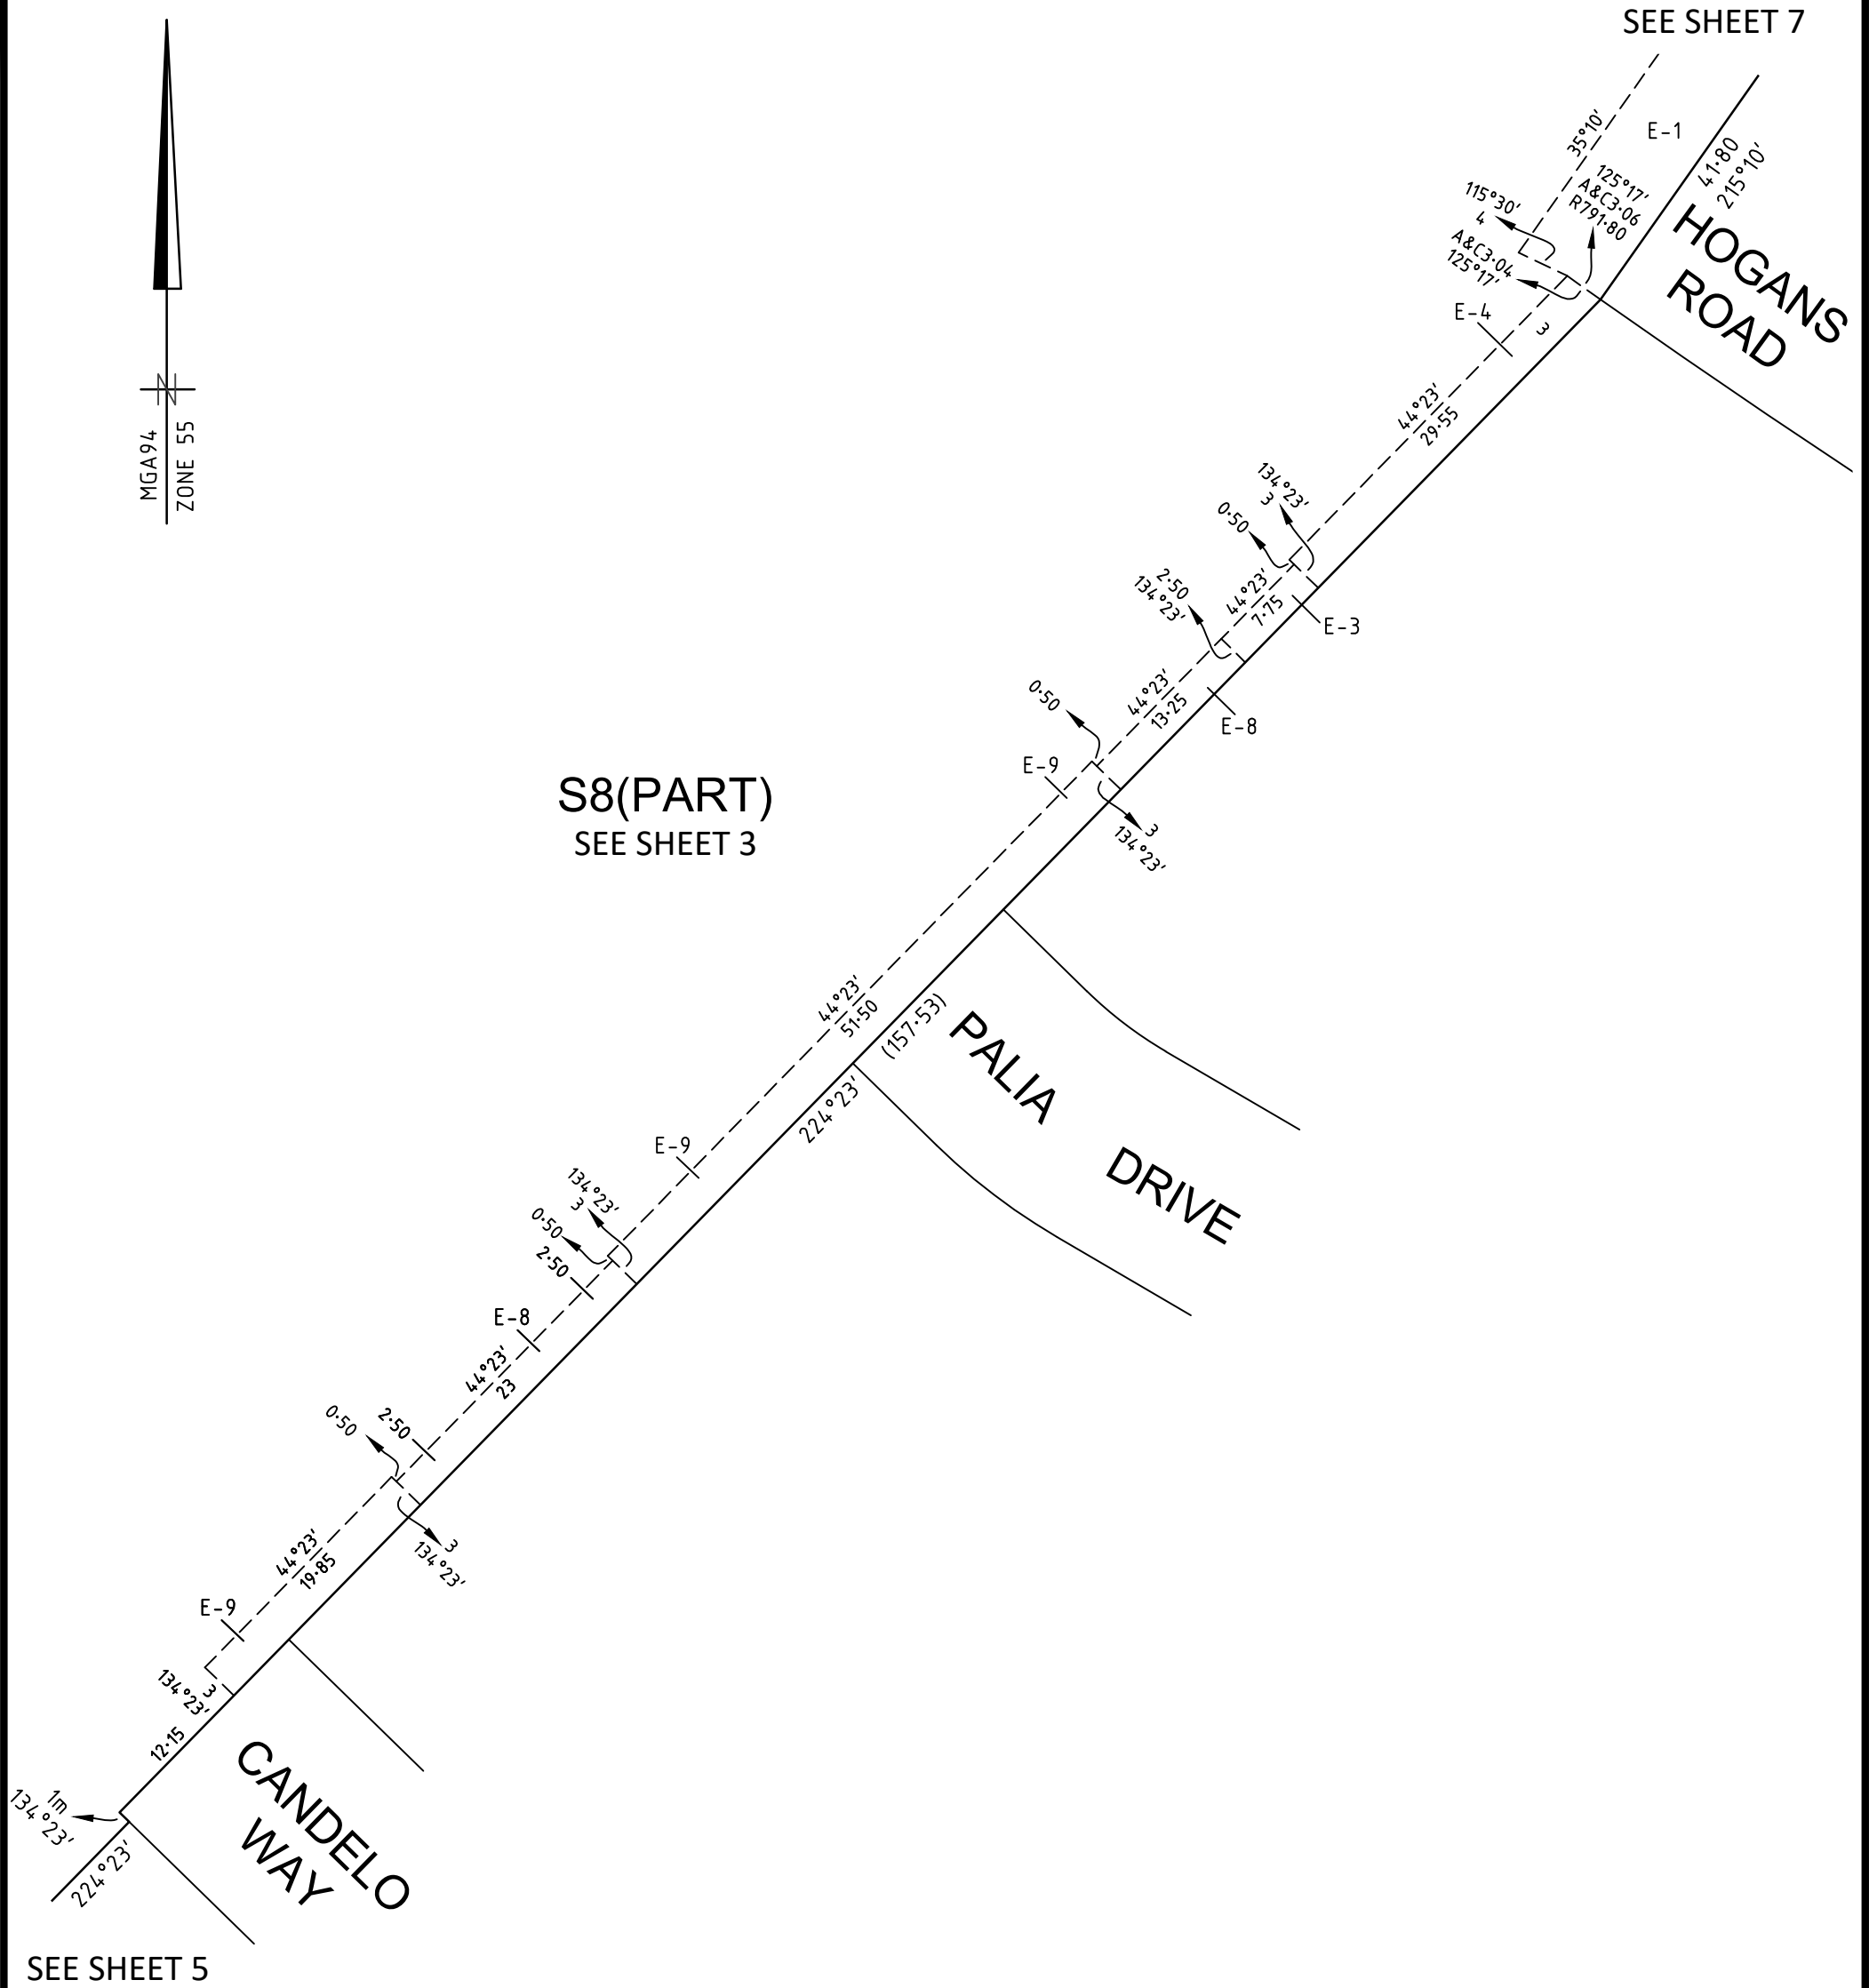 SEE SHEET 7
35°10′
E-1
41·80
215°10′
125°17′
A&C3·06
R791·80
115°30′
4
A&C3·04
125°17′
HOGANS
ROAD
E-4
3
44°23′
29·55
MGA94
ZONE 55
N
134°23′
3
0·50
44°23′
7·75
2·50
134°23′
E-3
44°23′
13·25
E-8
0·50
E-9
3
134°23′
S8(PART)
SEE SHEET 3
44°23′
51·50
(157·53)
224°23′
PALIA
DRIVE
E-9
134°23′
3
0·50
2·50
E-8
44°23′
23
0·50
2·50
3
134°23′
44°23′
19·85
E-9
134°23′
3
12·15
CANDELO
WAY
1m
134°23′
224°23′
SEE SHEET 5